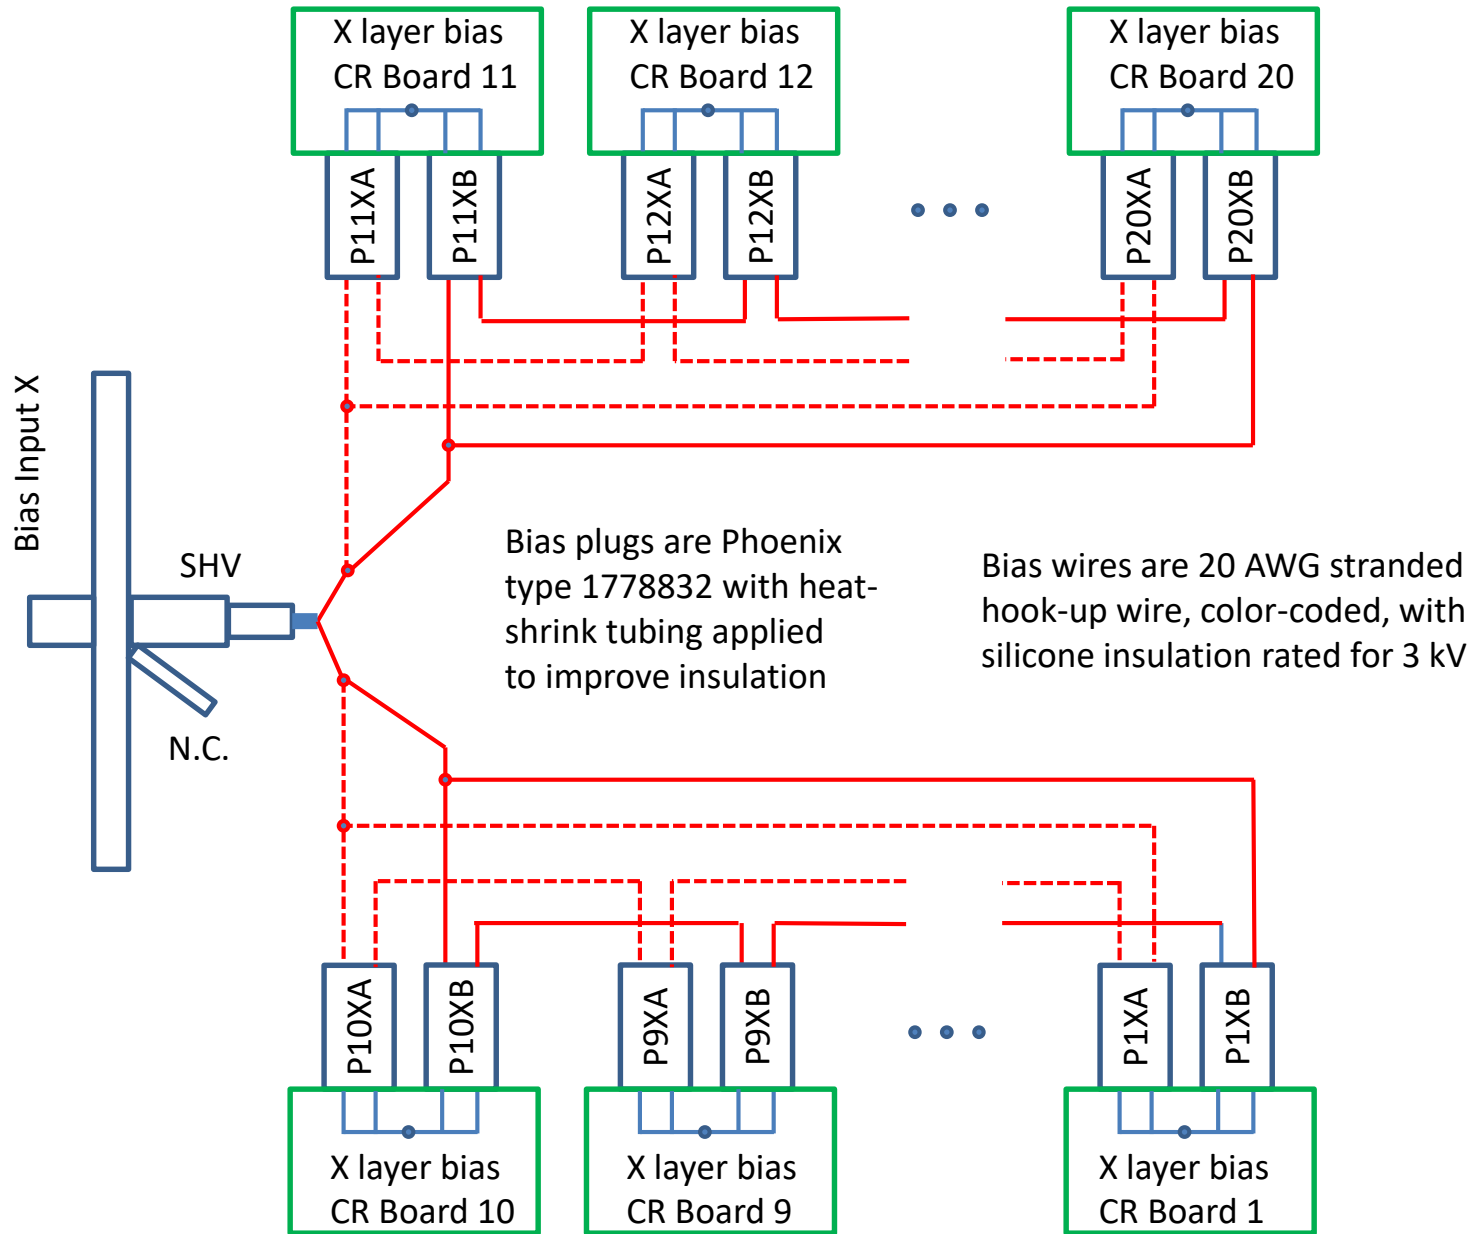 X layer bias
CR Board 11
X layer bias
CR Board 12
X layer bias
CR Board 20
P11XA
P11XB
P12XA
P12XB
P20XA
P20XB
Bias Input X
SHV
N.C.
Bias plugs are Phoenix
type 1778832 with heat-
shrink tubing applied
to improve insulation
Bias wires are 20 AWG stranded
hook-up wire, color-coded, with
silicone insulation rated for 3 kV
P10XA
P10XB
P9XA
P9XB
P1XA
P1XB
X layer bias
CR Board 10
X layer bias
CR Board 9
X layer bias
CR Board 1